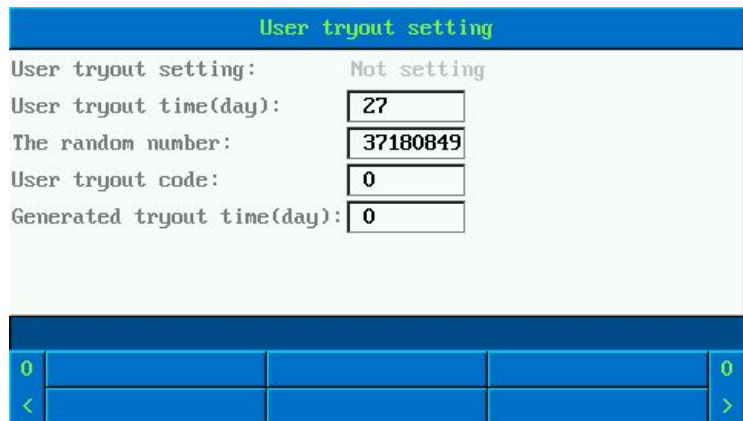 User tryout setting
User tryout setting: Not setting
User tryout time(day): 27
The random number: 37180849
User tryout code: 0
Generated tryout time(day): 0
0 0
< >